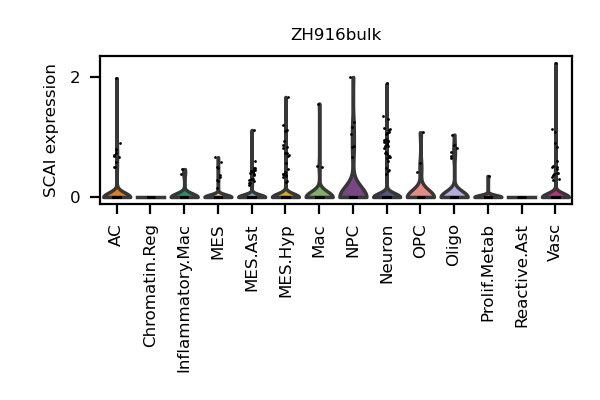 ZH916bulk
SCAI expression
2
0
AC
Chromatin.Reg
Inflammatory.Mac
MES
MES.Ast
MES.Hyp
Mac
NPC
Neuron
OPC
Oligo
Prolif.Metab
Reactive.Ast
Vasc